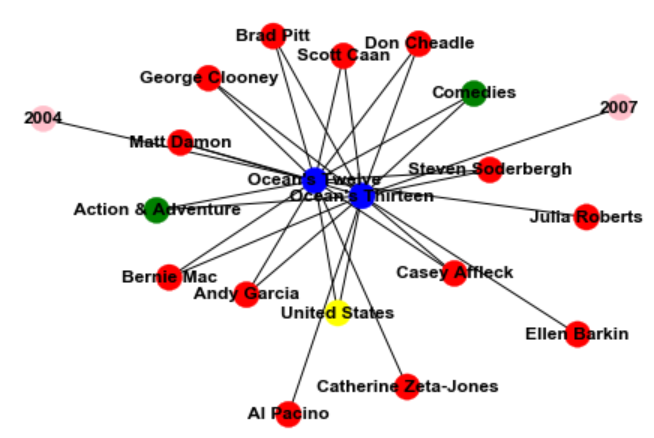 Brad Pitt
Don Cheadle
Scott Caan
George Clooney
Comedies
2007
2004
Matt Damon
Steven Soderbergh
Ocean's Twelve
Ocean's Thirteen
Action & Adventure
Julia Roberts
Casey Affleck
Bernie Mac
Andy Garcia
United States
Ellen Barkin
Catherine Zeta-Jones
Al Pacino